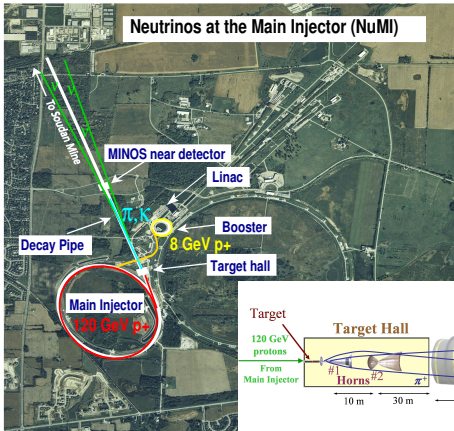 Neutrinos at the Main Injector (NuMI)
To Soudan Mine
MINOS near detector
Linac
π,κ
Booster
8 GeV p+
Decay Pipe
Target hall
Main Injector
120 GeV p+
Target
Target Hall
120 GeV
protons
From
Main Injector
#1
#2
Horns
π+
10 m
30 m